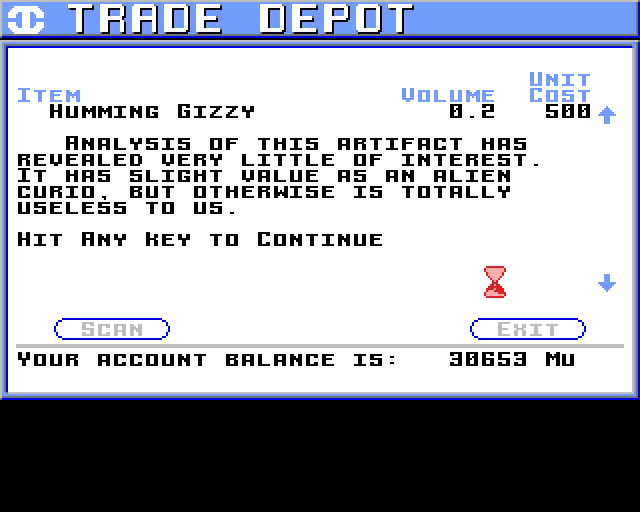 TRADE DEPOT
UNIT
ITEM VOLUME COST
HUMMING GIZZY 0.2 500
ANALYSIS OF THIS ARTIFACT HAS
REVEALED VERY LITTLE OF INTEREST.
IT HAS SLIGHT VALUE AS AN ALIEN
CURIO, BUT OTHERWISE IS TOTALLY
USELESS TO US.
HIT ANY KEY TO CONTINUE
SCAN EXIT
YOUR ACCOUNT BALANCE IS: 30653 MU